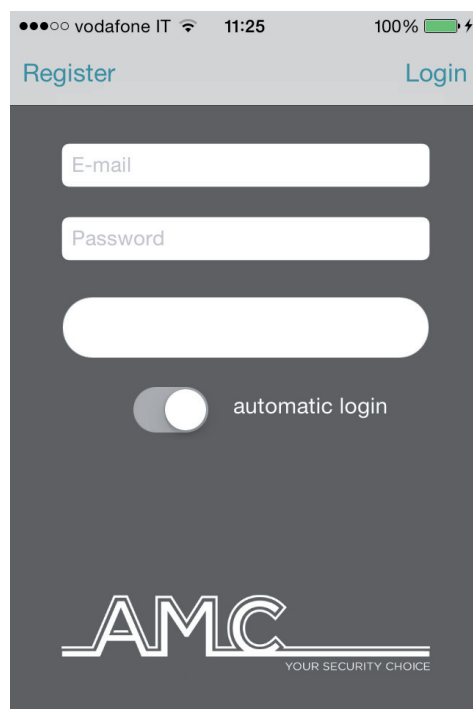 ●●●○○ vodafone IT 11:25 100%
Register Login
E-mail
Password
automatic login
AMC
YOUR SECURITY CHOICE